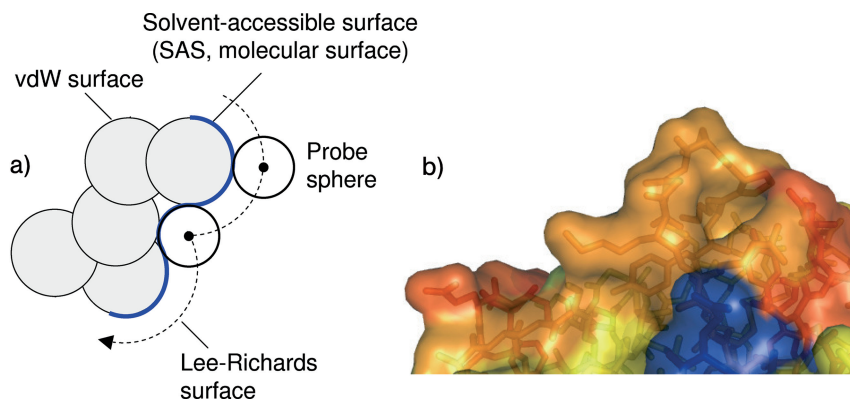 Solvent-accessible surface
(SAS, molecular surface)
vdW surface
a)
Probe
sphere
b)
Lee-Richards
surface